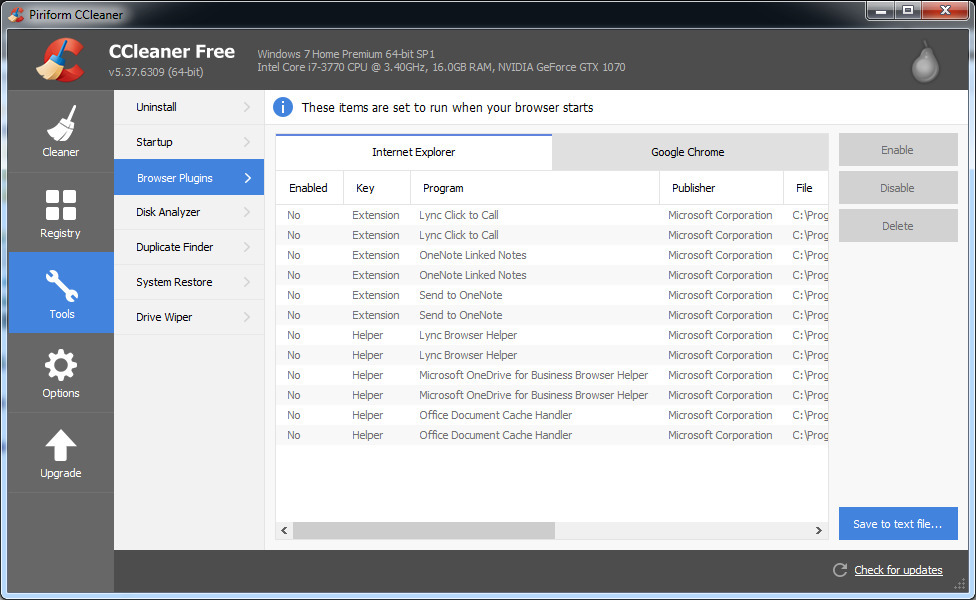 Piriform CCleaner
CCleaner Free
v5.37.6309 (64-bit)
Windows 7 Home Premium 64-bit SP1
Intel Core i7-3770 CPU @ 3.40GHz, 16.0GB RAM, NVIDIA GeForce GTX 1070
Cleaner
Registry
Tools
Options
Upgrade
Uninstall
Startup
Browser Plugins
Disk Analyzer
Duplicate Finder
System Restore
Drive Wiper
These items are set to run when your browser starts
Internet Explorer Google Chrome
Enabled Key Program Publisher File
No Extension Lync Click to Call Microsoft Corporation C:\Prog
No Extension Lync Click to Call Microsoft Corporation C:\Prog
No Extension OneNote Linked Notes Microsoft Corporation C:\Prog
No Extension OneNote Linked Notes Microsoft Corporation C:\Prog
No Extension Send to OneNote Microsoft Corporation C:\Prog
No Extension Send to OneNote Microsoft Corporation C:\Prog
No Helper Lync Browser Helper Microsoft Corporation C:\Prog
No Helper Lync Browser Helper Microsoft Corporation C:\Prog
No Helper Microsoft OneDrive for Business Browser Helper Microsoft Corporation C:\Prog
No Helper Microsoft OneDrive for Business Browser Helper Microsoft Corporation C:\Prog
No Helper Office Document Cache Handler Microsoft Corporation C:\Prog
No Helper Office Document Cache Handler Microsoft Corporation C:\Prog
Enable
Disable
Delete
Save to text file...
Check for updates